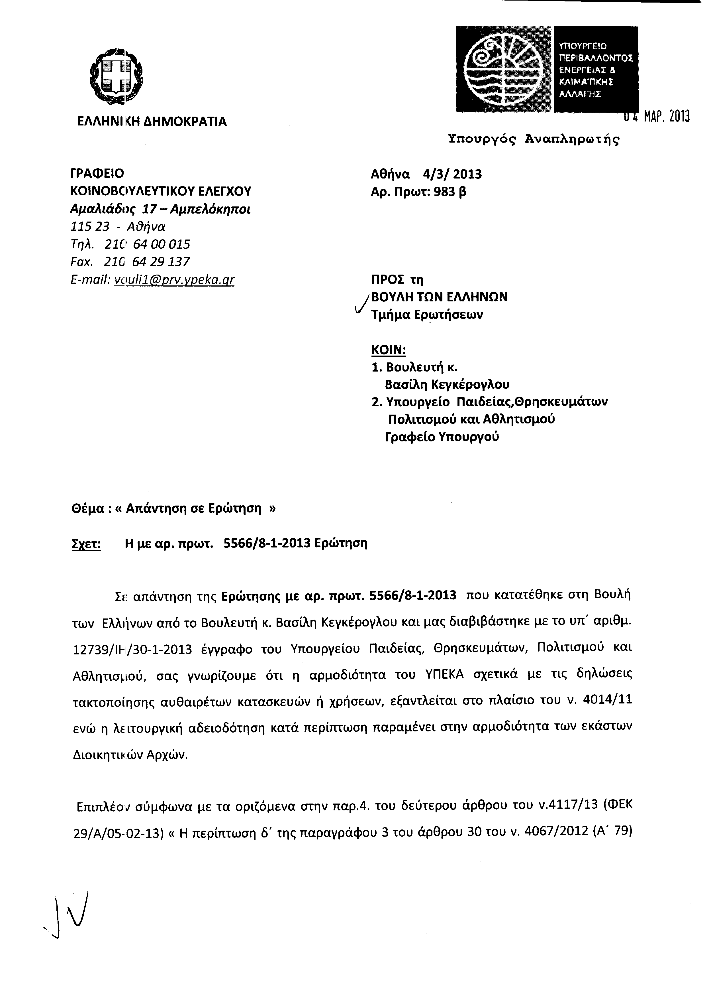 ΥΠΟΥΡΓΕΙΟ
ΠΕΡΙΒΑΛΛΟΝΤΟΣ
ΕΝΕΡΓΕΙΑΣ &
ΚΛΙΜΑΤΙΚΗΣ
ΑΛΛΑΓΗΣ
ΕΛΛΗΝΙΚΗ ΔΗΜΟΚΡΑΤΙΑ
04 ΜΑΡ. 2013
Υπουργός Αναπληρωτής
ΓΡΑΦΕΙΟ
ΚΟΙΝΟΒΟΥΛΕΥΤΙΚΟΥ ΕΛΕΓΧΟΥ
Αμαλιάδος 17 – Αμπελόκηποι
115 23 - Αθήνα
Τηλ. 210 64 00 015
Fax. 210 64 29 137
E-mail: vouli1@prv.ypeka.gr
Αθήνα 4/3/ 2013
Αρ. Πρωτ: 983 β
ΠΡΟΣ τη
ΒΟΥΛΗ ΤΩΝ ΕΛΛΗΝΩΝ
Τμήμα Ερωτήσεων
ΚΟΙΝ:
1. Βουλευτή κ.
Βασίλη Κεγκέρογλου
2. Υπουργείο Παιδείας,Θρησκευμάτων
Πολιτισμού και Αθλητισμού
Γραφείο Υπουργού
Θέμα : « Απάντηση σε Ερώτηση »
Σχετ: Η με αρ. πρωτ. 5566/8-1-2013 Ερώτηση
Σε απάντηση της Ερώτησης με αρ. πρωτ. 5566/8-1-2013 που κατατέθηκε στη Βουλή
των Ελλήνων από το Βουλευτή κ. Βασίλη Κεγκέρογλου και μας διαβιβάστηκε με το υπ΄ αριθμ.
12739/ΙΗ/30-1-2013 έγγραφο του Υπουργείου Παιδείας, Θρησκευμάτων, Πολιτισμού και
Αθλητισμού, σας γνωρίζουμε ότι η αρμοδιότητα του ΥΠΕΚΑ σχετικά με τις δηλώσεις
τακτοποίησης αυθαιρέτων κατασκευών ή χρήσεων, εξαντλείται στο πλαίσιο του ν. 4014/11
ενώ η λειτουργική αδειοδότηση κατά περίπτωση παραμένει στην αρμοδιότητα των εκάστων
Διοικητικών Αρχών.
Επιπλέον σύμφωνα με τα οριζόμενα στην παρ.4. του δεύτερου άρθρου του ν.4117/13 (ΦΕΚ
29/Α/05-02-13) « Η περίπτωση δ΄ της παραγράφου 3 του άρθρου 30 του ν. 4067/2012 (Α΄ 79)